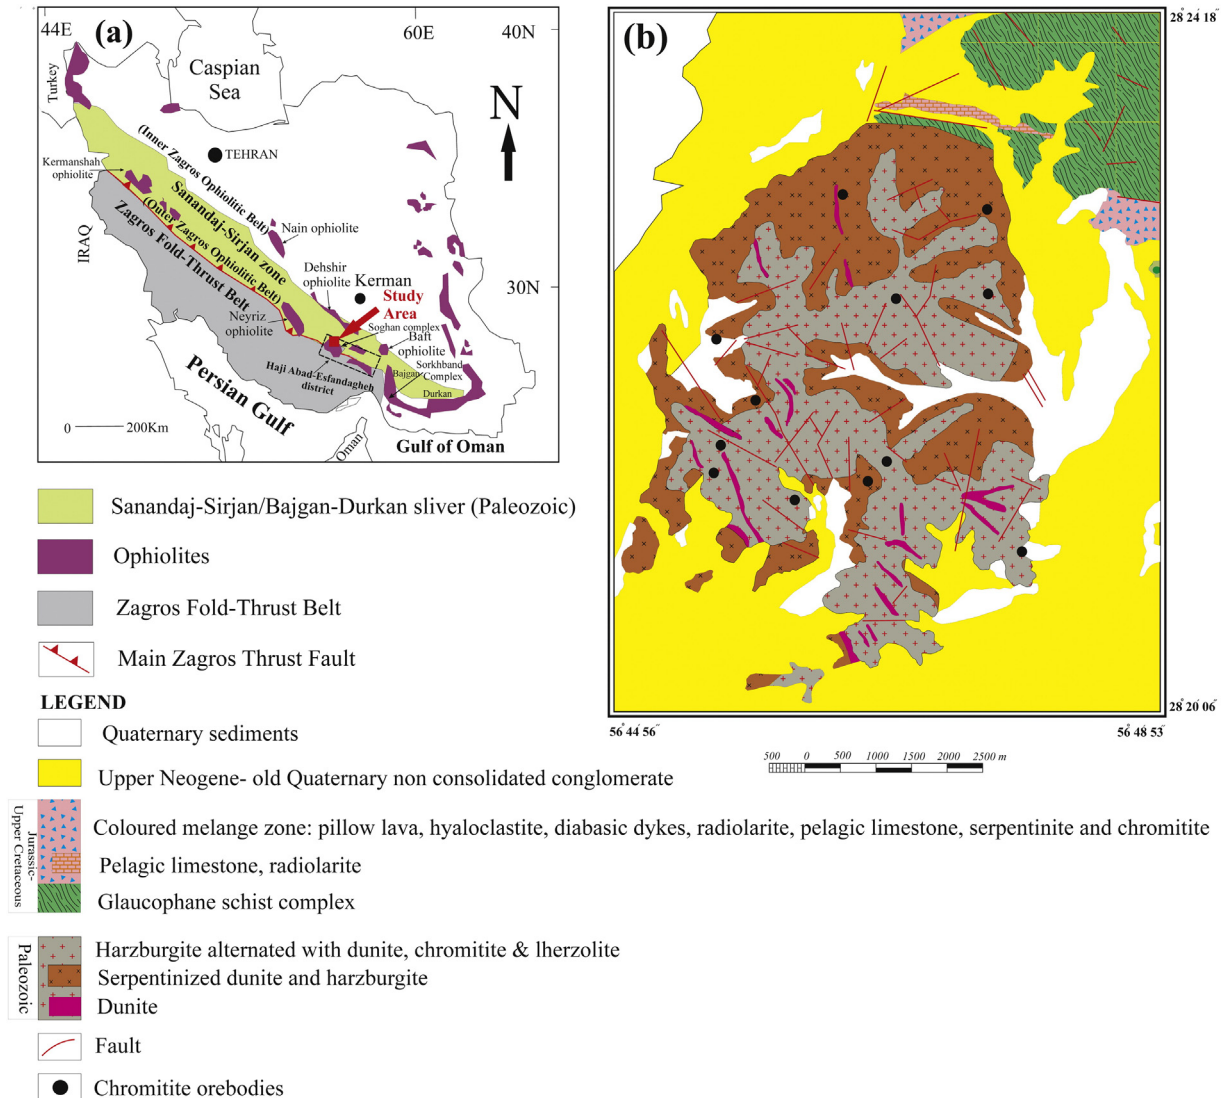 44E
60E
40N
(a)
Turkey
Caspian
Sea
N
(Inner Zagros Ophiolitic Belt)
TEHRAN
Kermanshah
ophiolite
Sanandaj-Sirjan zone
(Outer Zagros Ophiolitic Belt)
Zagros Fold-Thrust Belt
IRAQ
Nain ophiolite
Dehshir
ophiolite
Kerman
30N
Study
Area
Neyriz
ophiolite
Soghan complex
Baft
ophiolite
Haji Abad-Esfandagheh
district
Bajgan
Sorkhband
Complex
Durkan
Persian Gulf
0
200Km
Oman
Gulf of Oman
(b)
28° 24' 18"
28° 20' 06"
56° 44' 56"
56° 48' 53"
500 0 500 1000 1500 2000 2500 m
Sanandaj-Sirjan/Bajgan-Durkan sliver (Paleozoic)
Ophiolites
Zagros Fold-Thrust Belt
Main Zagros Thrust Fault
LEGEND
Quaternary sediments
Upper Neogene- old Quaternary non consolidated conglomerate
Jurassic-
Upper Cretaceous
Coloured melange zone: pillow lava, hyaloclastite, diabasic dykes, radiolarite, pelagic limestone, serpentinite and chromitite
Pelagic limestone, radiolarite
Glaucophane schist complex
Paleozoic
Harzburgite alternated with dunite, chromitite & lherzolite
Serpentinized dunite and harzburgite
Dunite
Fault
Chromitite orebodies